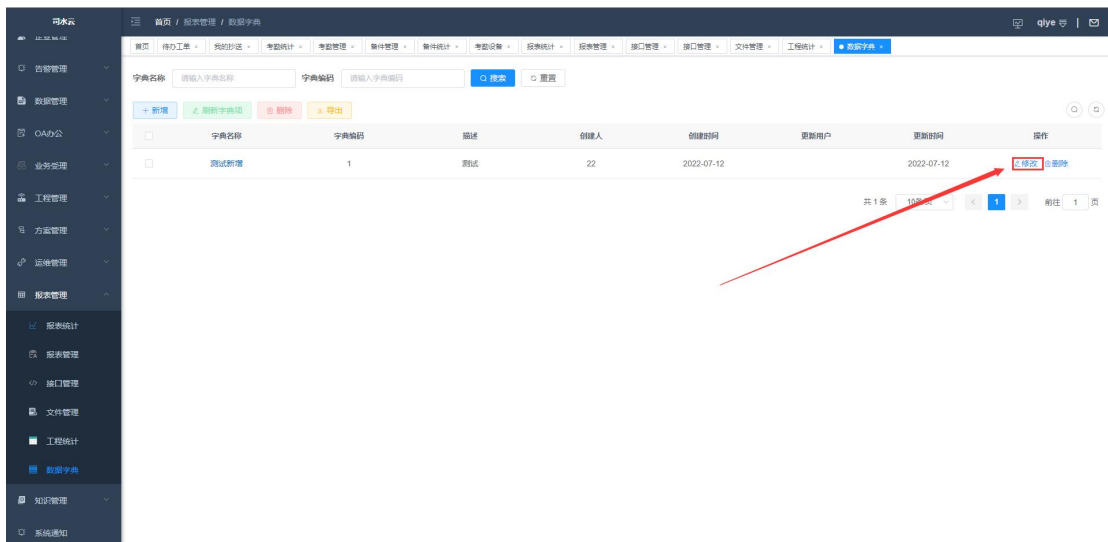 司水云
首页 / 报表管理 / 数据字典
qiye
首页 待办工单 × 我的抄送 × 考勤统计 × 考勤管理 × 备件管理 × 备件统计 × 考勤设备 × 报表统计 × 报表管理 × 接口管理 × 接口管理 × 文件管理 × 工程统计 × 数据字典 ×
告警管理
数据管理
OA办公
业务受理
工程管理
方案管理
运维管理
报表管理
报表统计
报表管理
接口管理
文件管理
工程统计
数据字典
知识管理
系统通知
字典名称 请输入字典名称 字典编码 请输入字典编码 搜索 重置
+ 新增 刷新字典项 删除 导出
字典名称 字典编码 描述 创建人 创建时间 更新用户 更新时间 操作
测试新增 1 测试 22 2022-07-12 2022-07-12 修改 删除
共 1 条 < 1 > 前往 1 页